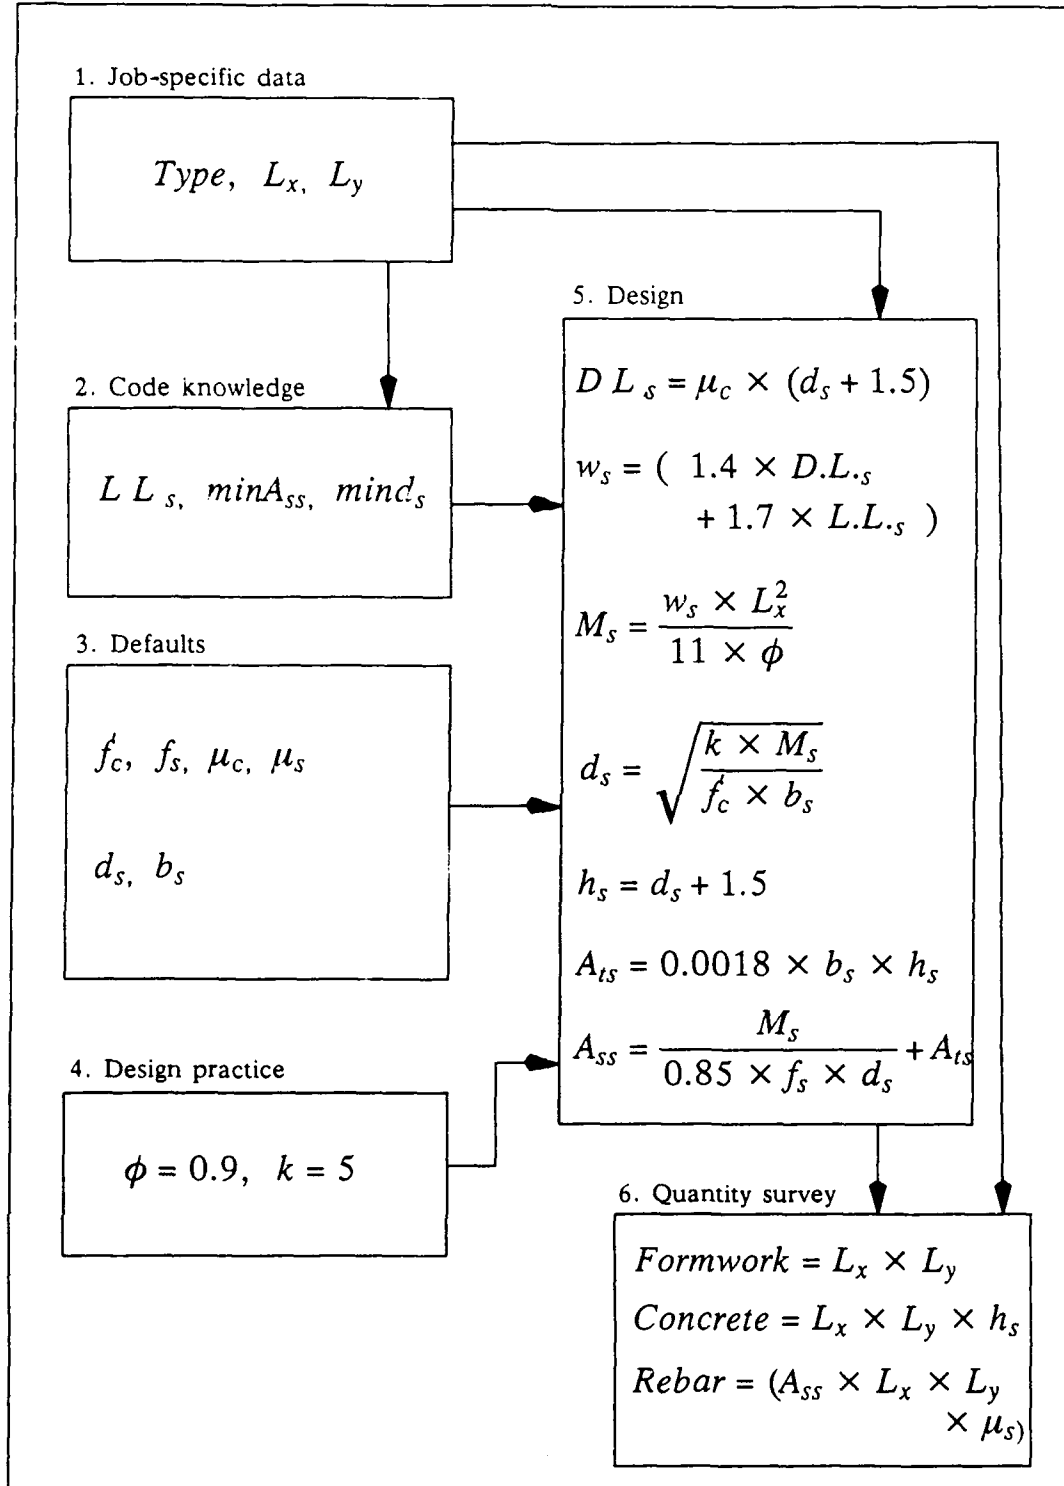 1. Job-specific data
Type, Lx, Ly
2. Code knowledge
L L s, minAss, minds
3. Defaults
f́c, fs, μc, μs
ds, bs
4. Design practice
ϕ = 0.9, k = 5
5. Design
D L s = μc × (ds + 1.5)
ws = ( 1.4 × D.L.s
+ 1.7 × L.L.s )
Ms = ws × Lx² / 11 × ϕ
ds = √ k × Ms / f́c × bs
hs = ds + 1.5
Ats = 0.0018 × bs × hs
Ass = Ms / 0.85 × fs × ds + Ats
6. Quantity survey
Formwork = Lx × Ly
Concrete = Lx × Ly × hs
Rebar = (Ass × Lx × Ly
× μs)